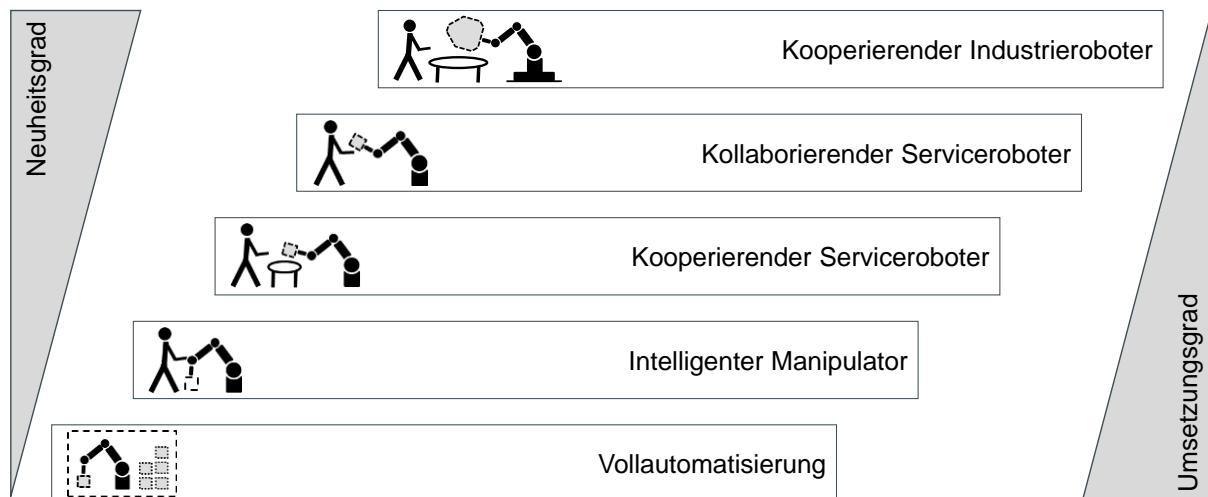 Neuheitsgrad
Kooperierender Industrieroboter
Kollaborierender Serviceroboter
Kooperierender Serviceroboter
Intelligenter Manipulator
Vollautomatisierung
Umsetzungsgrad